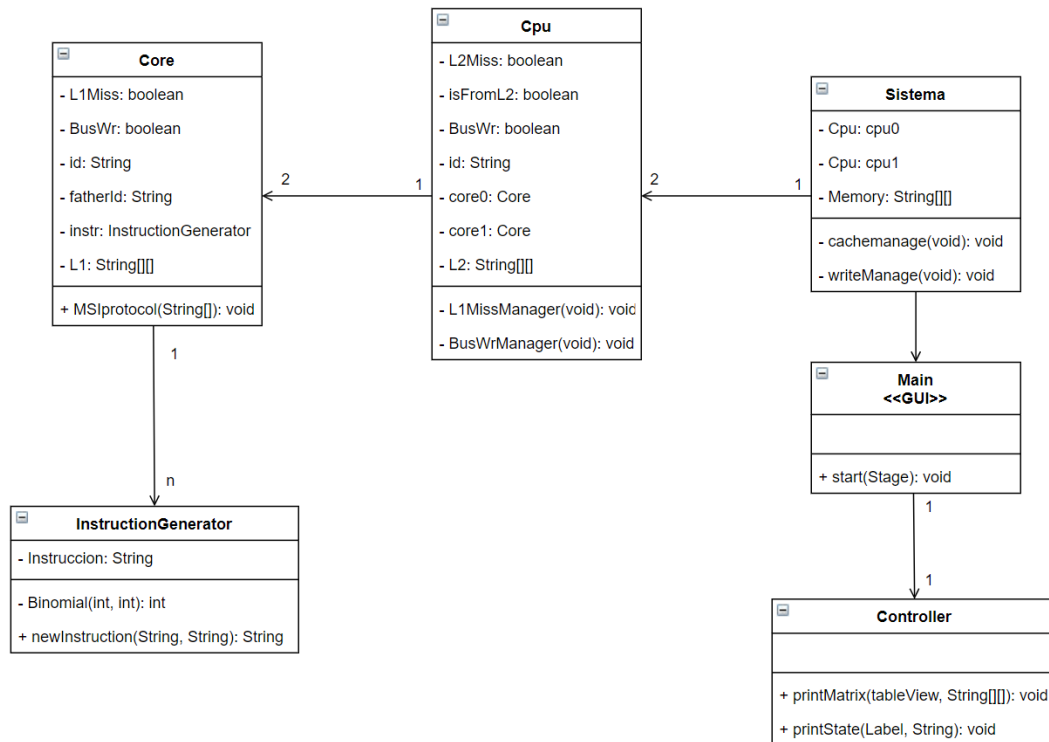 Core
- L1Miss: boolean
- BusWr: boolean
- id: String
- fatherId: String
- instr: InstructionGenerator
- L1: String[][]
+ MSIprotocol(String[]): void
Cpu
- L2Miss: boolean
- isFromL2: boolean
- BusWr: boolean
- id: String
- core0: Core
- core1: Core
- L2: String[][]
- L1MissManager(void): void
- BusWrManager(void): void
Sistema
- Cpu: cpu0
- Cpu: cpu1
- Memory: String[][]
- cachemanage(void): void
- writeManage(void): void
2
1
2
1
1
n
InstructionGenerator
- Instruccion: String
- Binomial(int, int): int
+ newInstruction(String, String): String
Main
<<GUI>>
+ start(Stage): void
1
1
Controller
+ printMatrix(tableView, String[][]): void
+ printState(Label, String): void